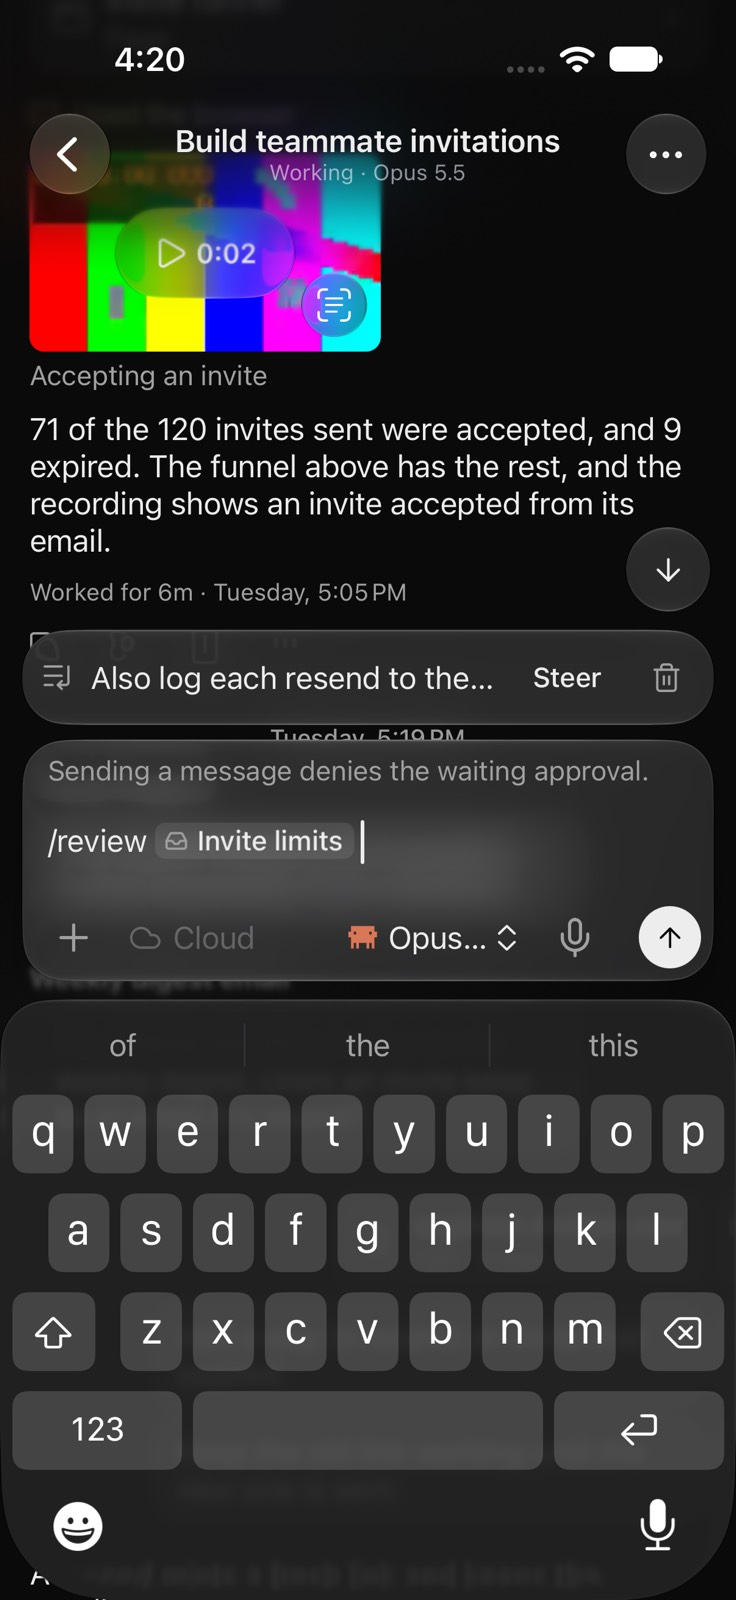 4:20
Build teammate invitations
Working · Opus 5.5
0:02
Accepting an invite
71 of the 120 invites sent were accepted, and 9
expired. The funnel above has the rest, and the
recording shows an invite accepted from its
email.
Worked for 6m · Tuesday, 5:05 PM
Also log each resend to the...
Steer
Tuesday, 5:19 PM
Sending a message denies the waiting approval.
/review Invite limits
Cloud
Opus...
Weekly digest email
of the this
q w e r t y u i o p
a s d f g h j k l
z x c v b n m
123